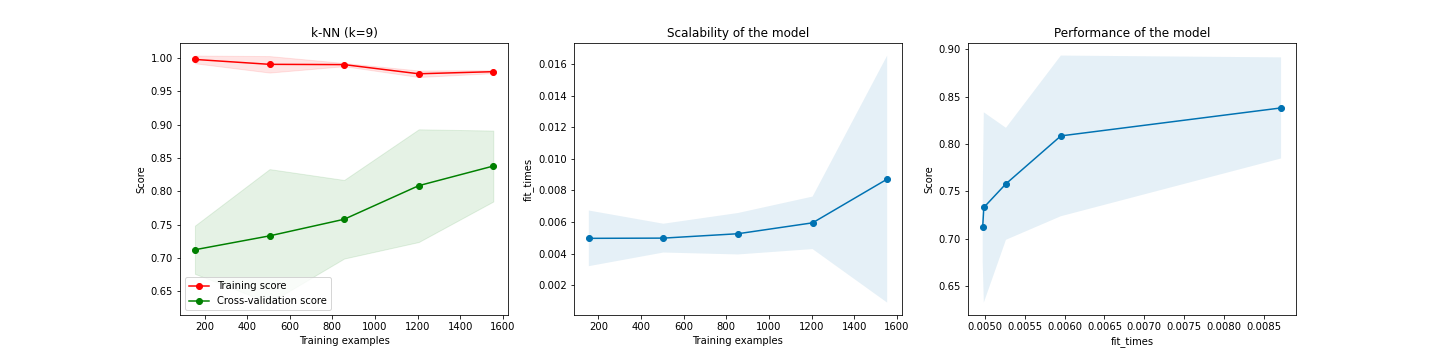 k-NN (k=9)
Score
1.00
0.95
0.90
0.85
0.80
0.75
0.70
0.65
Training score
Cross-validation score
200 400 600 800 1000 1200 1400 1600
Training examples
Scalability of the model
fit_times
0.016
0.014
0.012
0.010
0.008
0.006
0.004
0.002
200 400 600 800 1000 1200 1400 1600
Training examples
Performance of the model
Score
0.90
0.85
0.80
0.75
0.70
0.65
0.0050 0.0055 0.0060 0.0065 0.0070 0.0075 0.0080 0.0085
fit_times